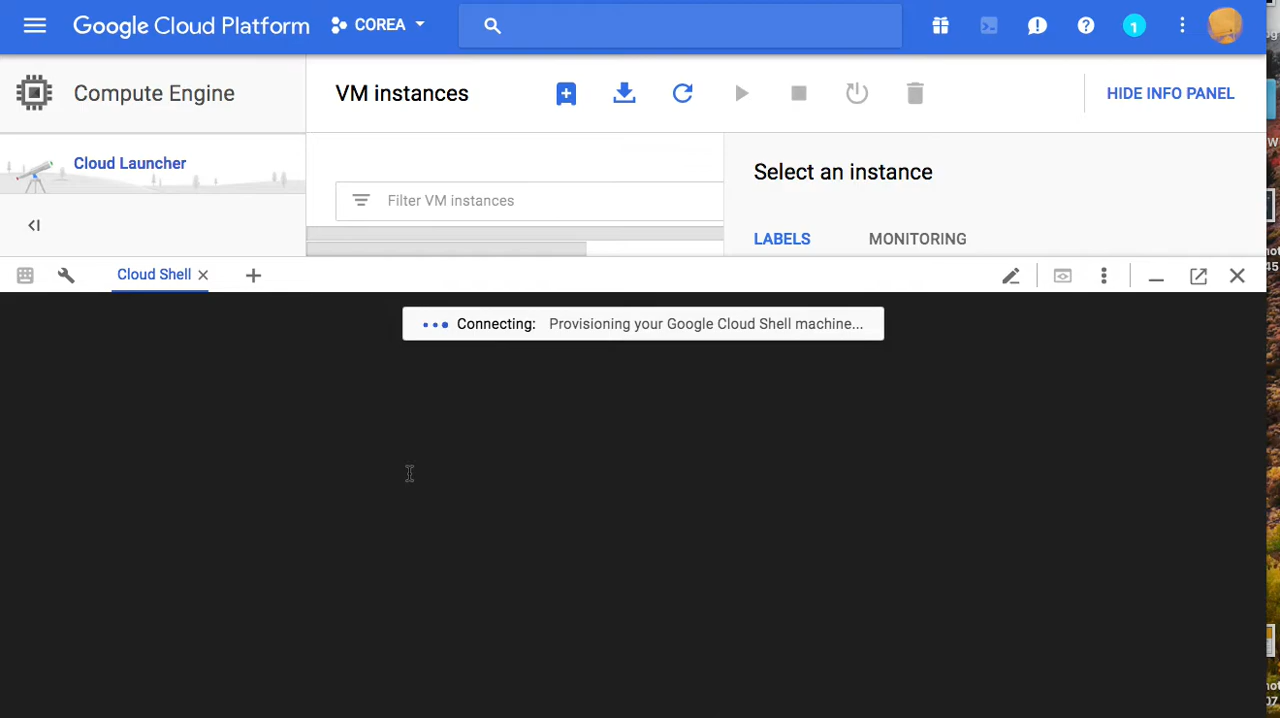 Google Cloud Platform COREA 1
Compute Engine VM instances HIDE INFO PANEL
Cloud Launcher
Select an instance
Filter VM instances
LABELS MONITORING
Cloud Shell
Connecting: Provisioning your Google Cloud Shell machine...